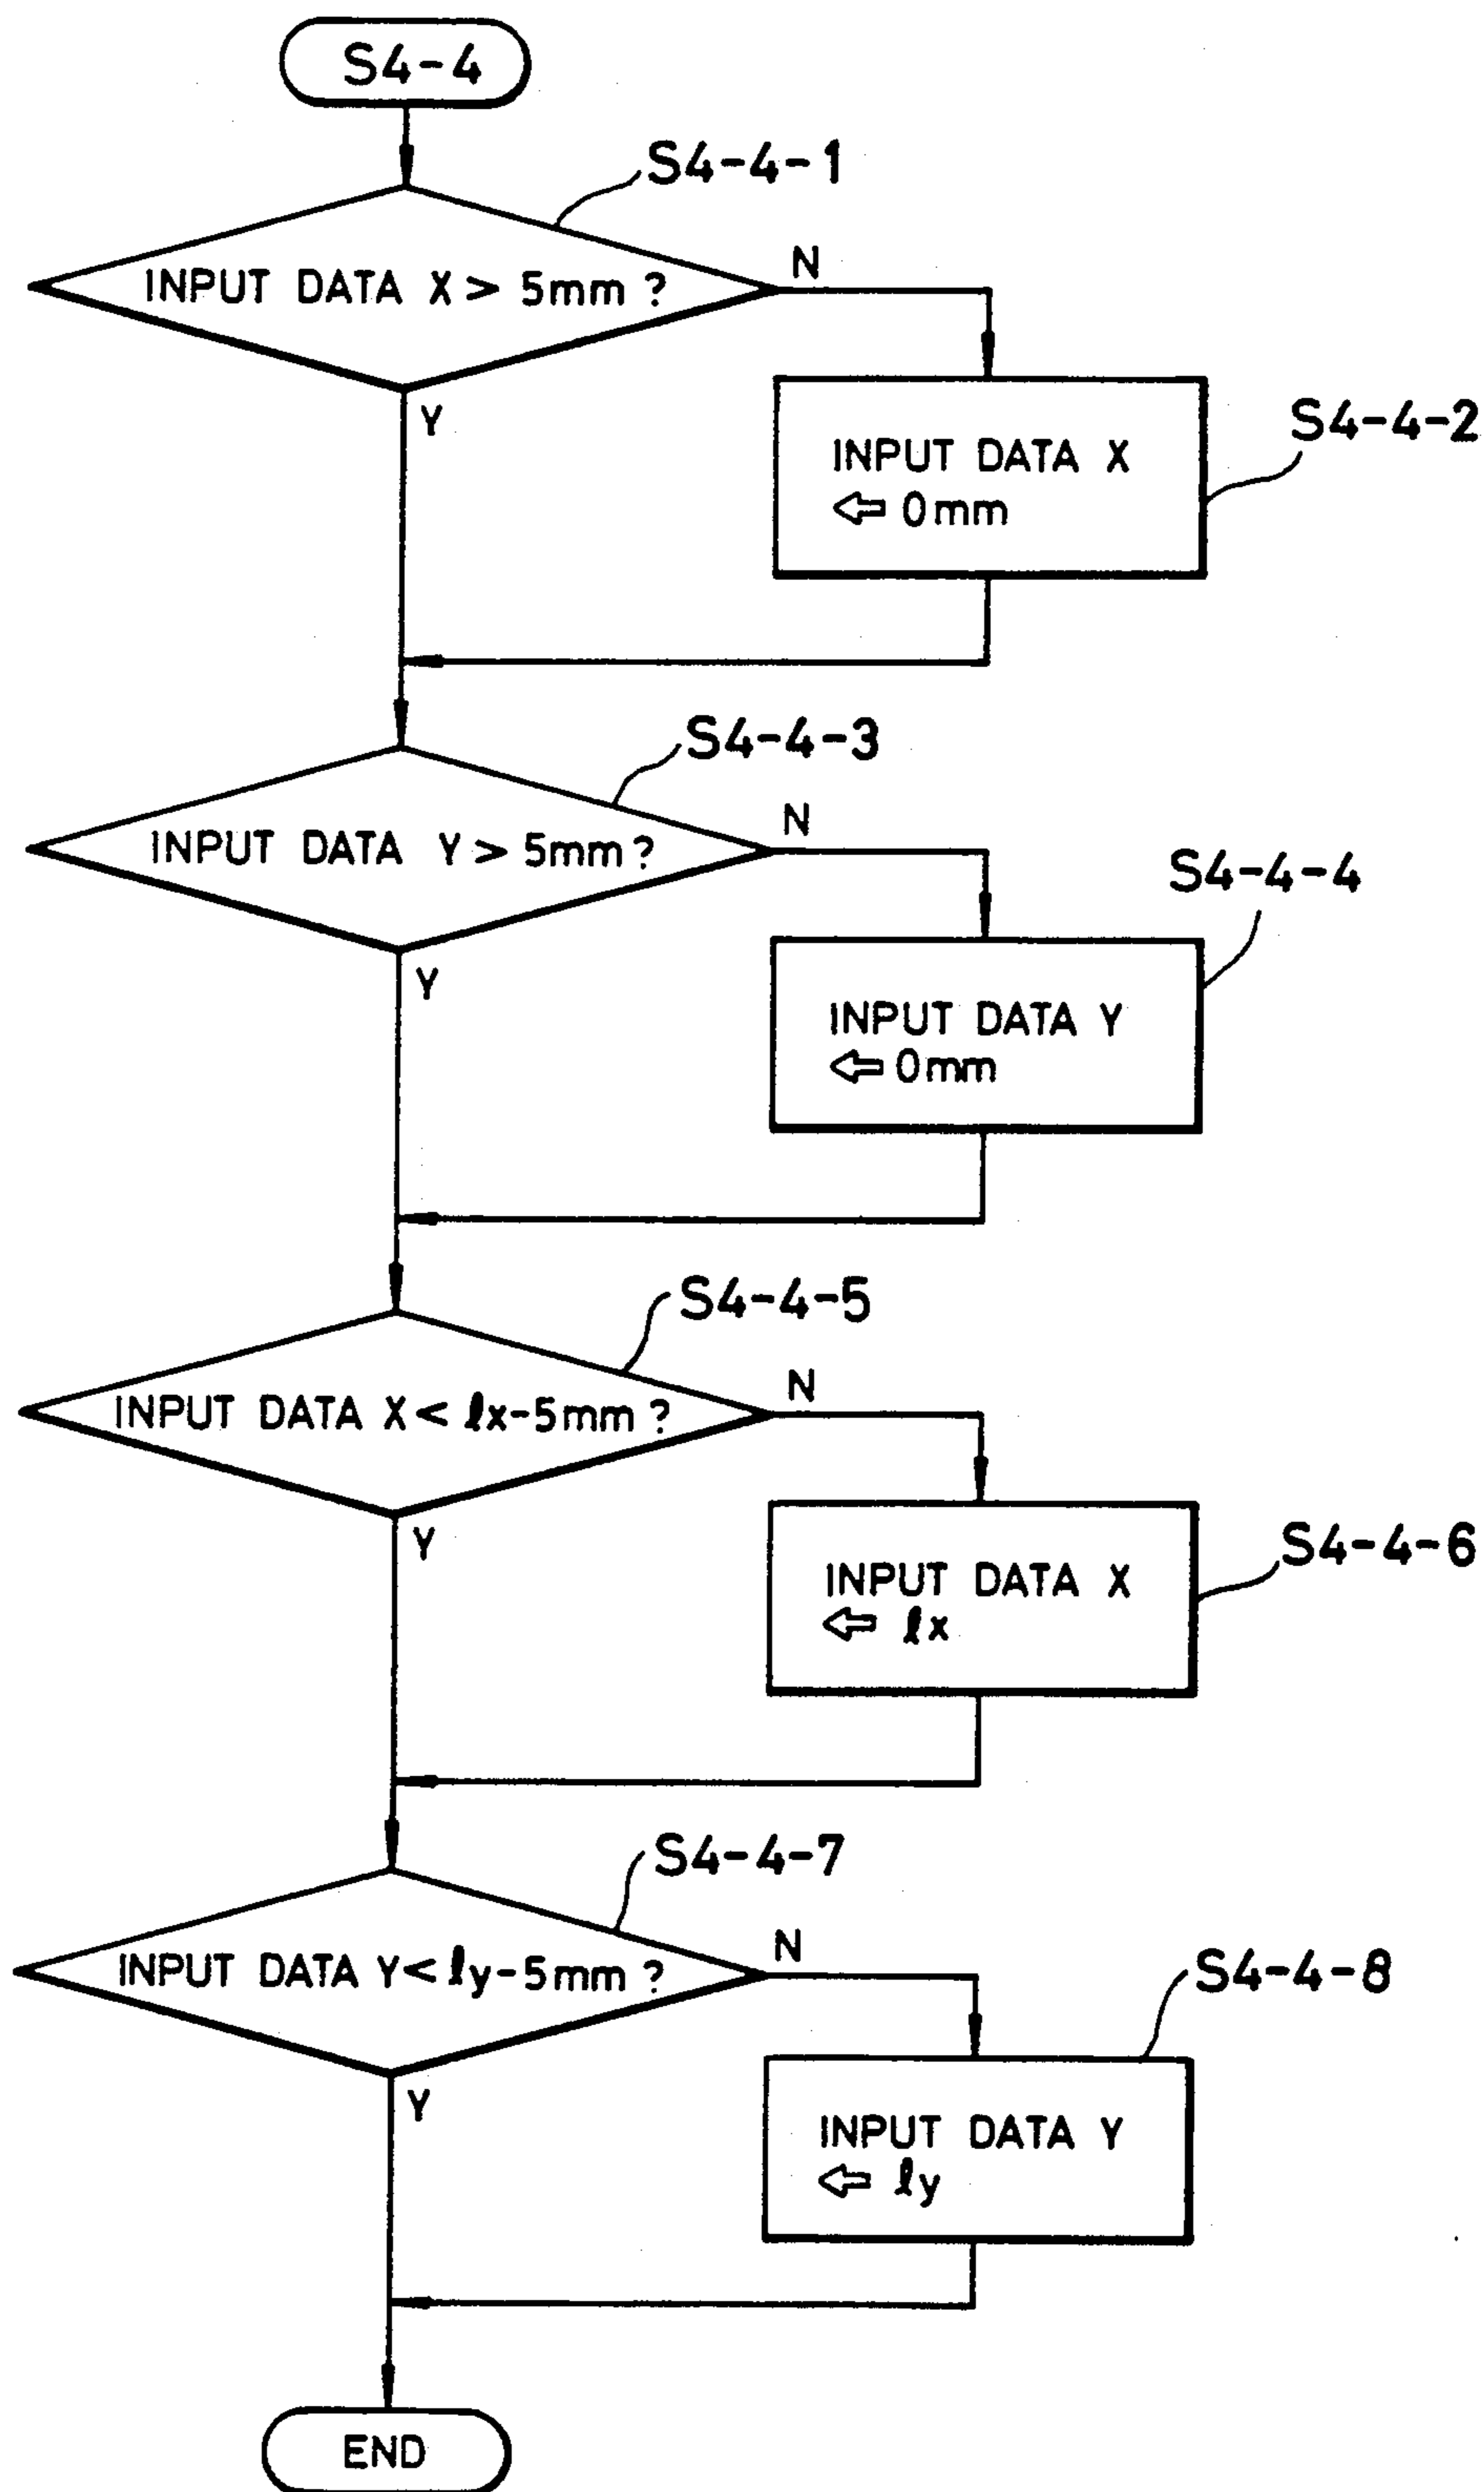 S4-4
S4-4-1
INPUT DATA X > 5mm ?
N
Y
INPUT DATA X
⇦ 0mm
S4-4-2
S4-4-3
INPUT DATA Y > 5mm ?
N
Y
S4-4-4
INPUT DATA Y
⇦ 0mm
S4-4-5
INPUT DATA X < ℓx-5mm ?
N
Y
S4-4-6
INPUT DATA X
⇦ ℓx
S4-4-7
INPUT DATA Y < ℓy-5mm ?
N
Y
S4-4-8
INPUT DATA Y
⇦ ℓy
END